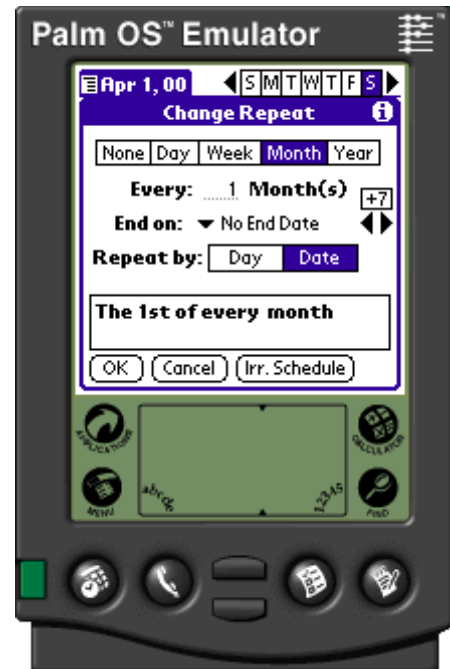 Palm OS™ Emulator
Apr 1, 00 S M T W T F S
Change Repeat
None Day Week Month Year
Every: 1 Month(s) +7
End on: No End Date
Repeat by: Day Date
The 1st of every month
OK Cancel Irr. Schedule
APPLICATIONS CALCULATOR
MENU abcde 12345 FIND